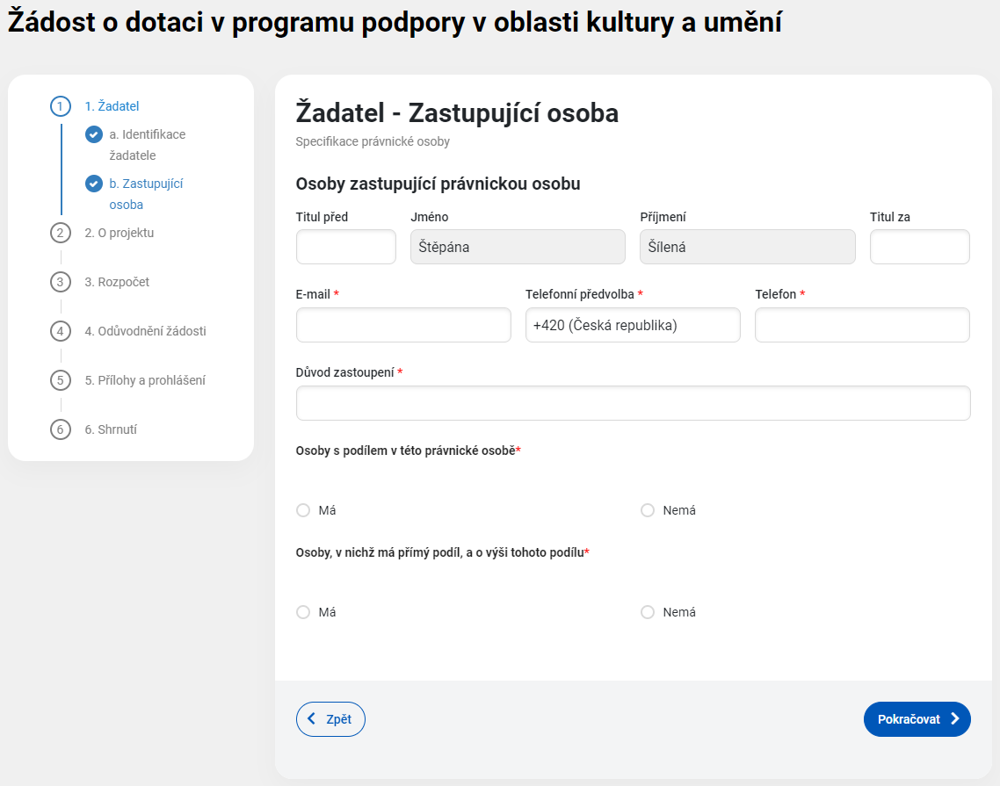 Žádost o dotaci v programu podpory v oblasti kultury a umění
1 1. Žadatel
a. Identifikace
žadatele
b. Zastupující
osoba
2 2. O projektu
3 3. Rozpočet
4 4. Odůvodnění žádosti
5 5. Přílohy a prohlášení
6 6. Shrnutí
Žadatel - Zastupující osoba
Specifikace právnické osoby
Osoby zastupující právnickou osobu
Titul před Jméno Příjmení Titul za
Štěpána Šílená
E-mail * Telefonní předvolba * Telefon *
+420 (Česká republika)
Důvod zastoupení *
Osoby s podílem v této právnické osobě*
Má Nemá
Osoby, v nichž má přímý podíl, a o výši tohoto podílu*
Má Nemá
Zpět Pokračovat